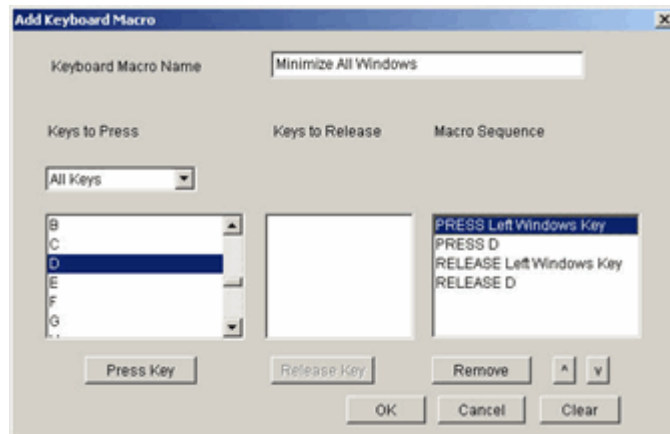 Add Keyboard Macro
Keyboard Macro Name
Minimize All Windows
Keys to Press
Keys to Release
Macro Sequence
All Keys
B
C
D
E
F
G
PRESS Left Windows Key
PRESS D
RELEASE Left Windows Key
RELEASE D
Press Key
Release Key
Remove
^
v
OK
Cancel
Clear